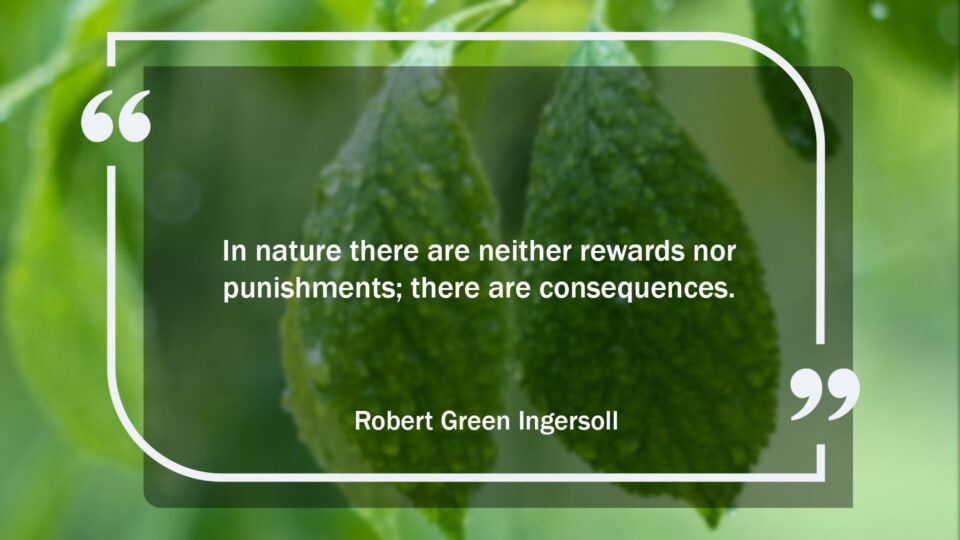 “
In nature there are neither rewards nor
punishments; there are consequences.
”
Robert Green Ingersoll